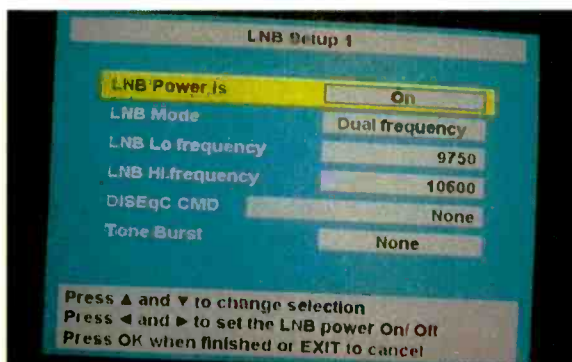 LNB Setup 1
LNB Power is On
LNB Mode Dual frequency
LNB Lo frequency 9750
LNB Hi.frequency 10600
DISEqC CMD None
Tone Burst None
Press ▲ and ▼ to change selection
Press ◄ and ► to set the LNB power On/ Off
Press OK when finished or EXIT to cancel